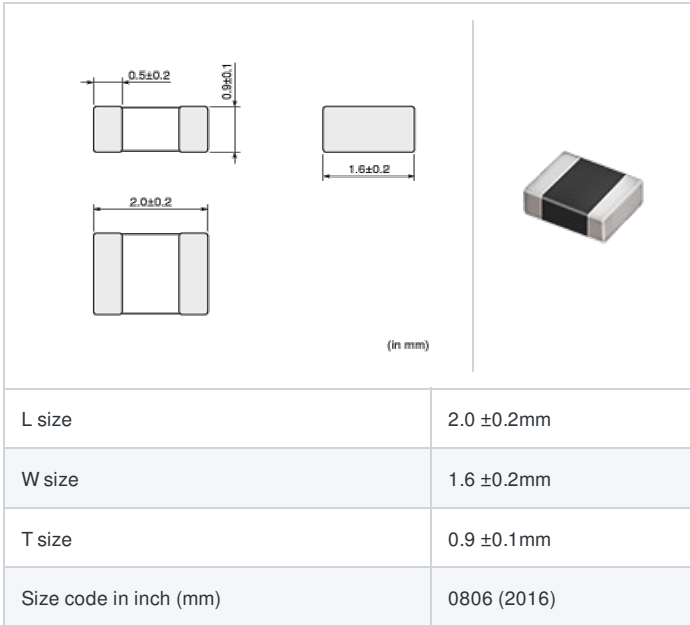 0.5±0.2
0.9±0.1
1.6±0.2
2.0±0.2
(in mm)
L size 2.0 ±0.2mm
W size 1.6 ±0.2mm
T size 0.9 ±0.1mm
Size code in inch (mm) 0806 (2016)